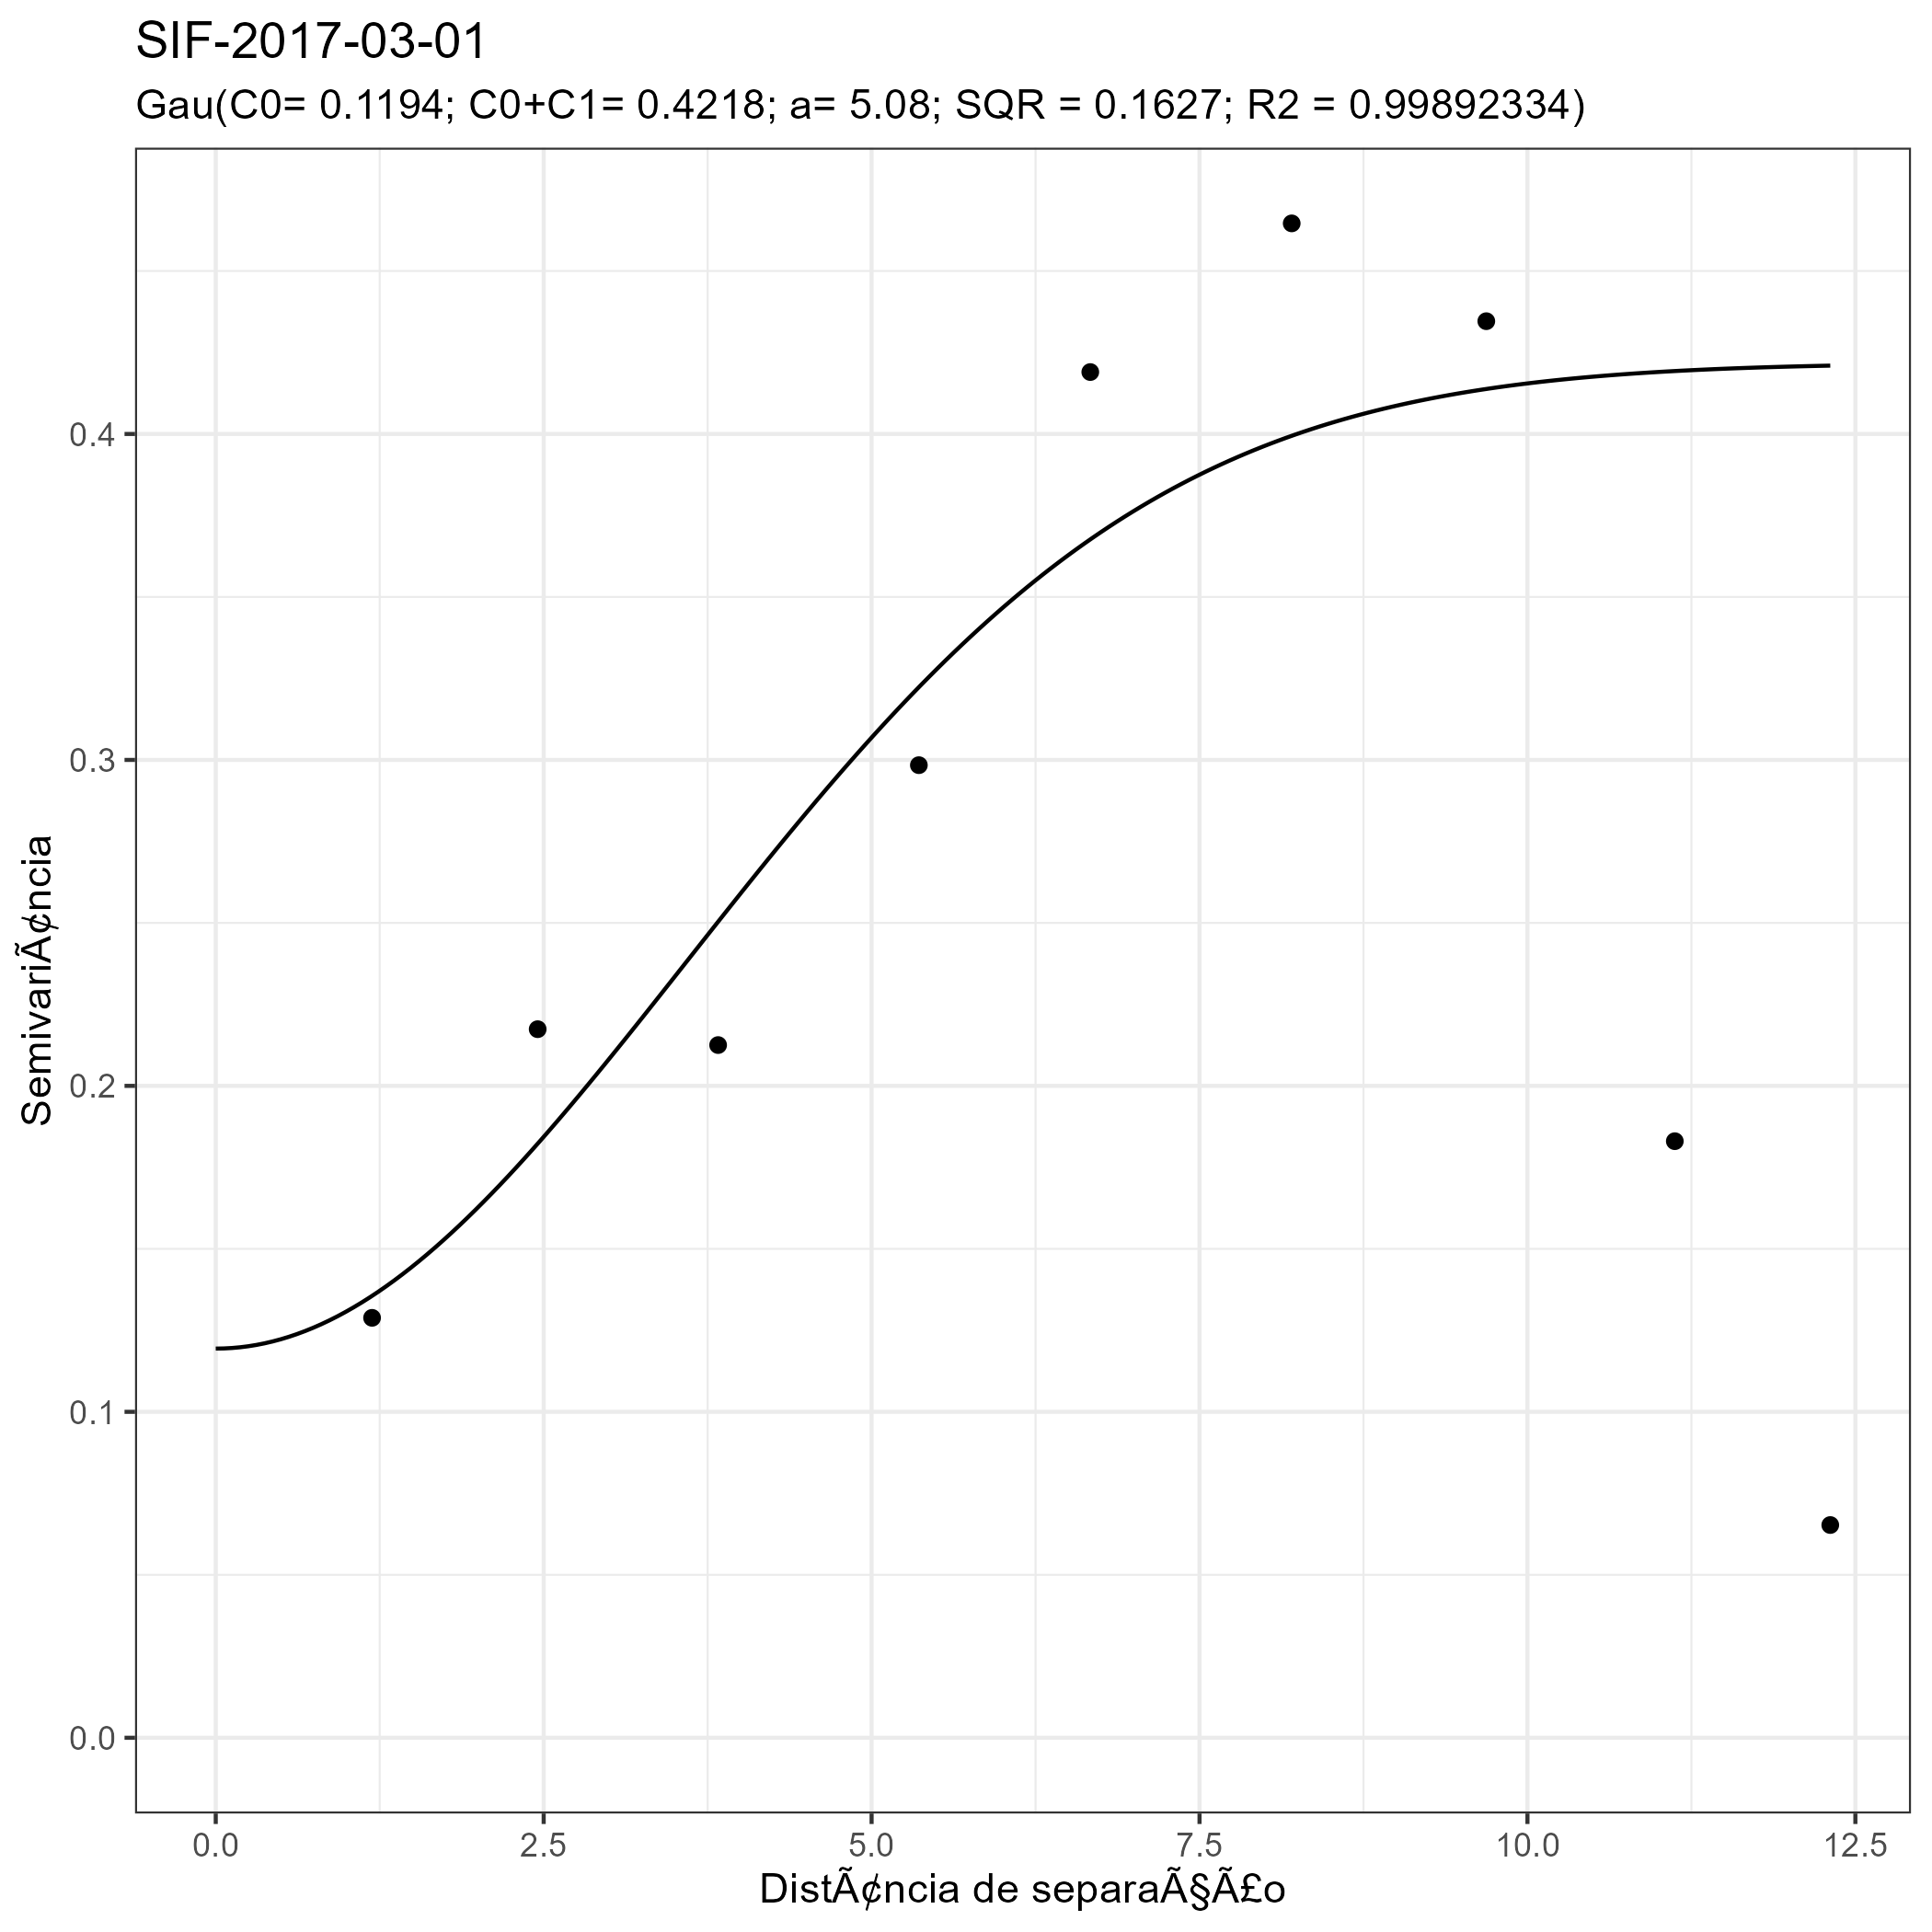 SIF-2017-03-01
Gau(C0= 0.1194; C0+C1= 0.4218; a= 5.08; SQR = 0.1627; R2 = 0.99892334)
SemivariÃ¢ncia
0.4
0.3
0.2
0.1
0.0
0.0 2.5 5.0 7.5 10.0 12.5
DistÃ¢ncia de separaÃ§Ã£o